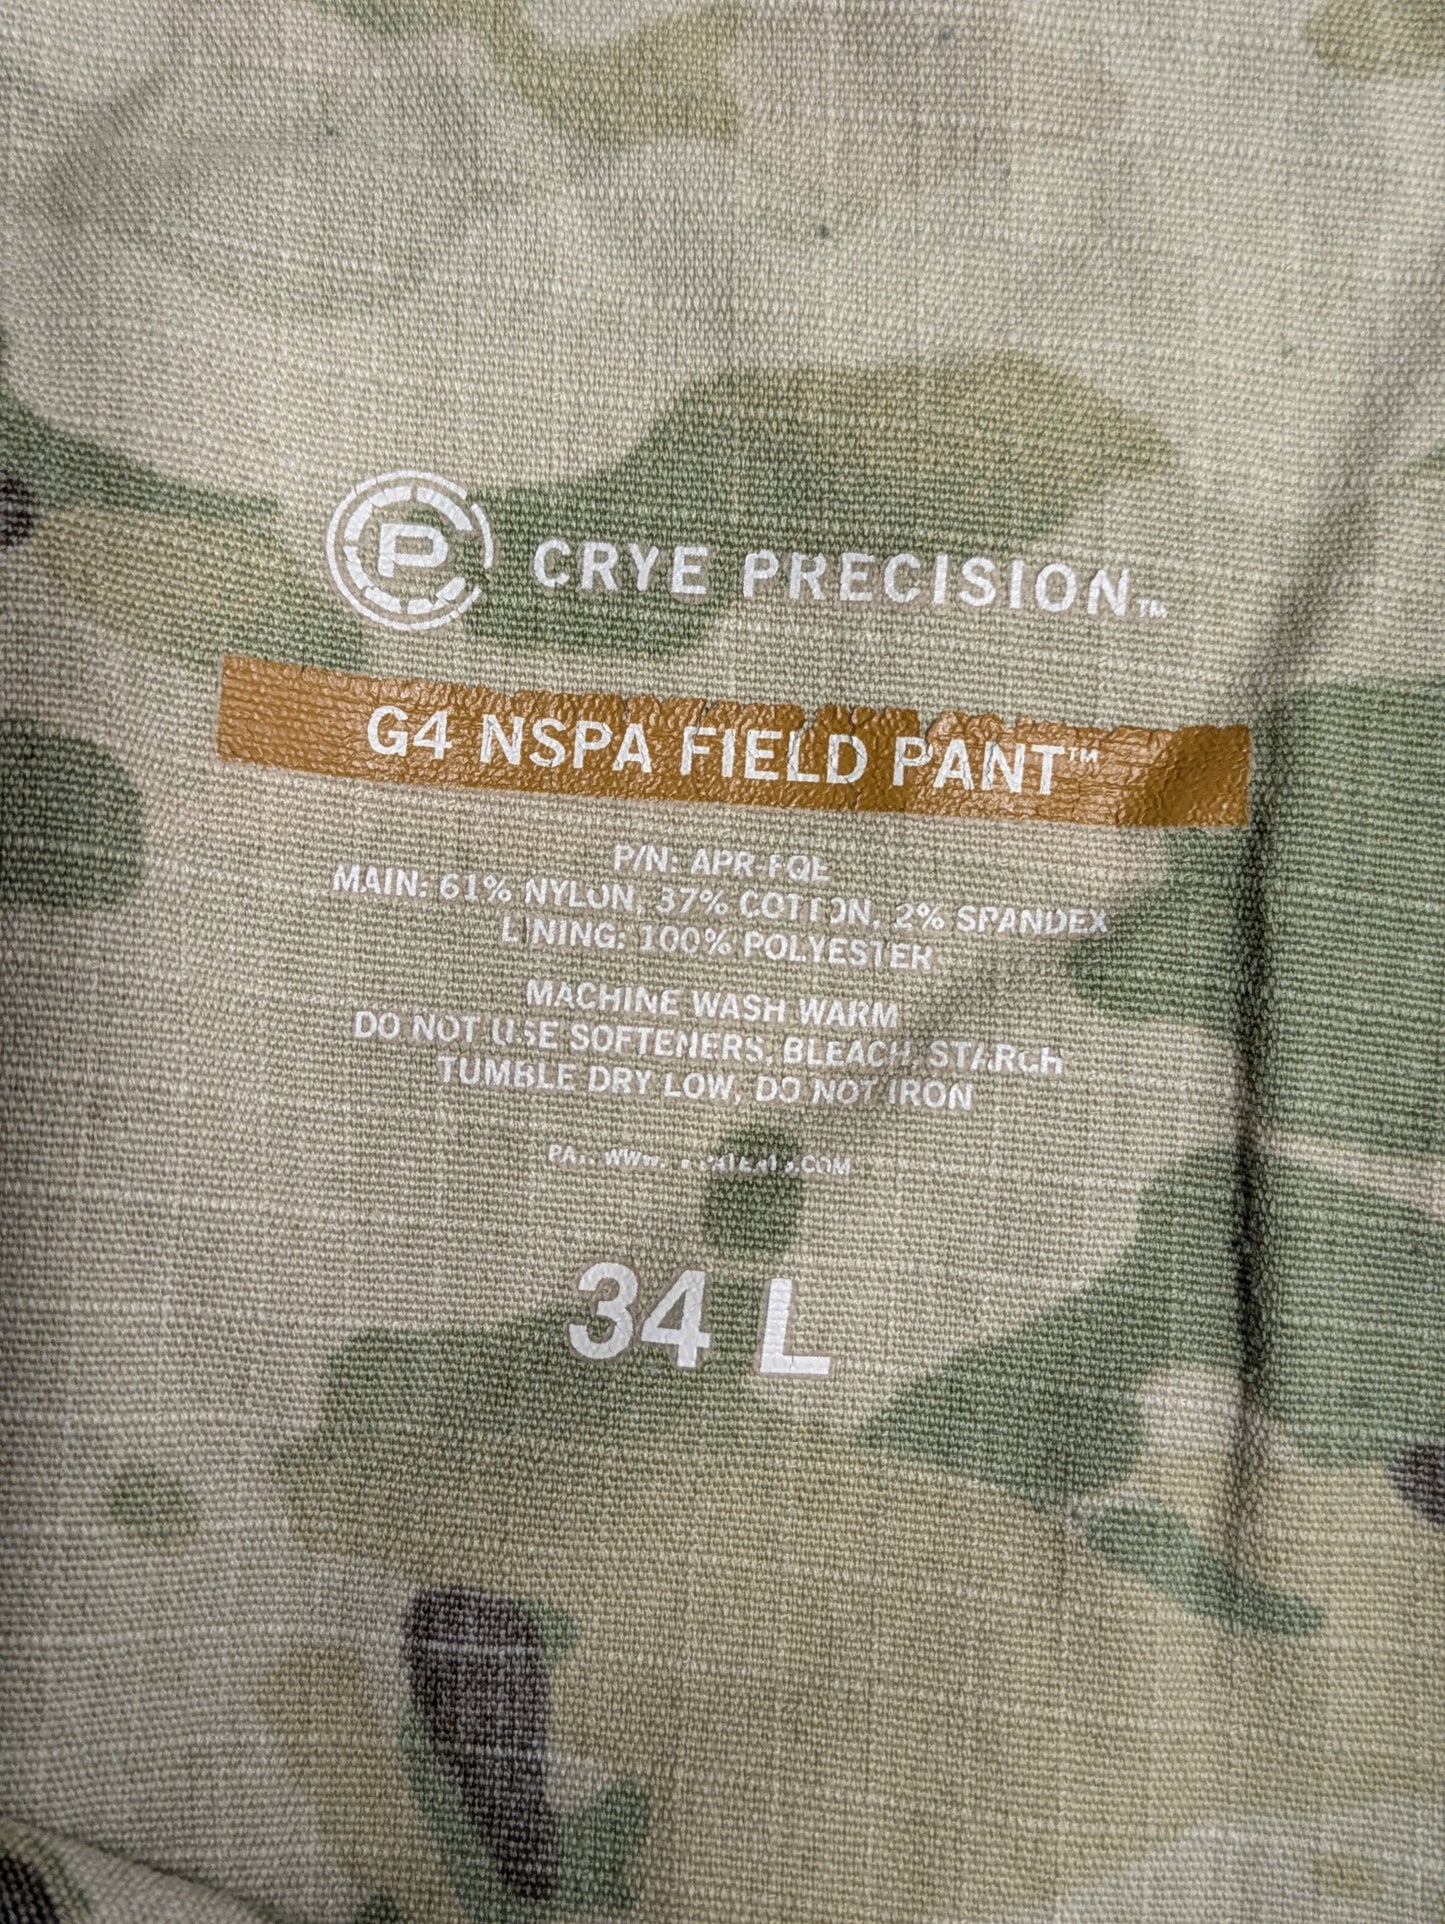 CP CRYE PRECISION™
G4 NSPA FIELD PANT™
P/N: APR-FQE
MAIN: 61% NYLON, 37% COTTON, 2% SPANDEX
LINING: 100% POLYESTER
MACHINE WASH WARM
DO NOT USE SOFTENERS, BLEACH, STARCH
TUMBLE DRY LOW, DO NOT IRON
34 L